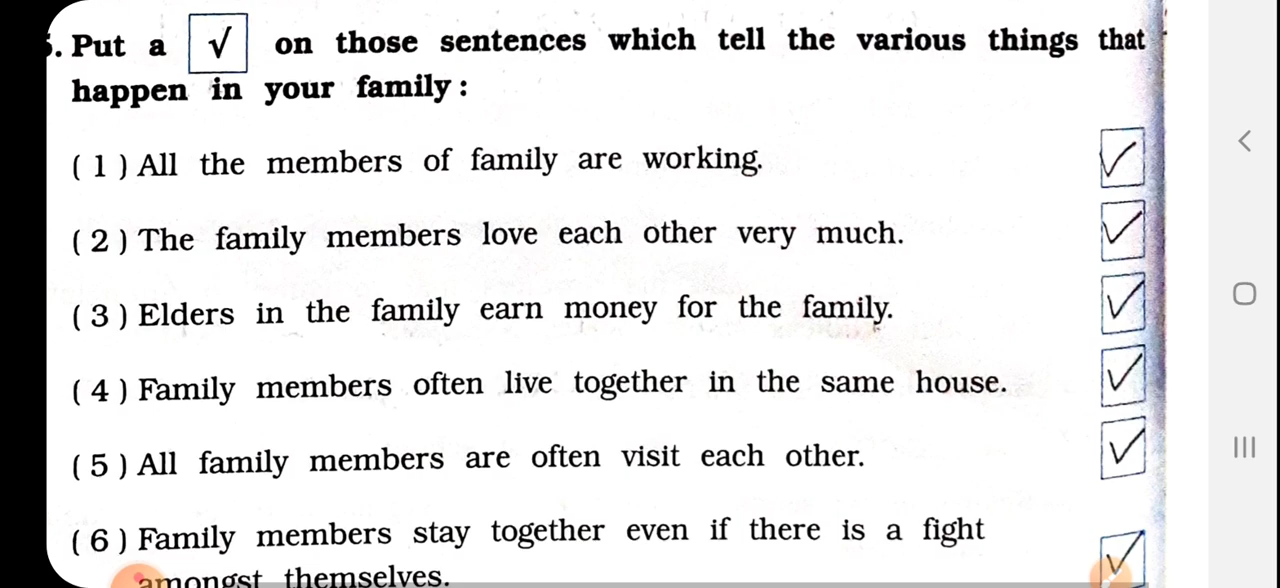 . Put a √ on those sentences which tell the various things that
happen in your family :
( 1 ) All the members of family are working. ✓
( 2 ) The family members love each other very much. ✓
( 3 ) Elders in the family earn money for the family. ✓
( 4 ) Family members often live together in the same house. ✓
( 5 ) All family members are often visit each other. ✓
( 6 ) Family members stay together even if there is a fight
amongst themselves. ✓